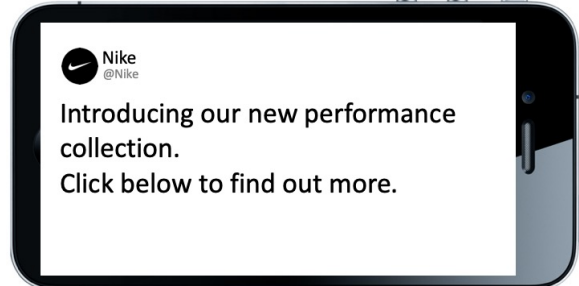 Nike
@Nike
Introducing our new performance
collection.
Click below to find out more.